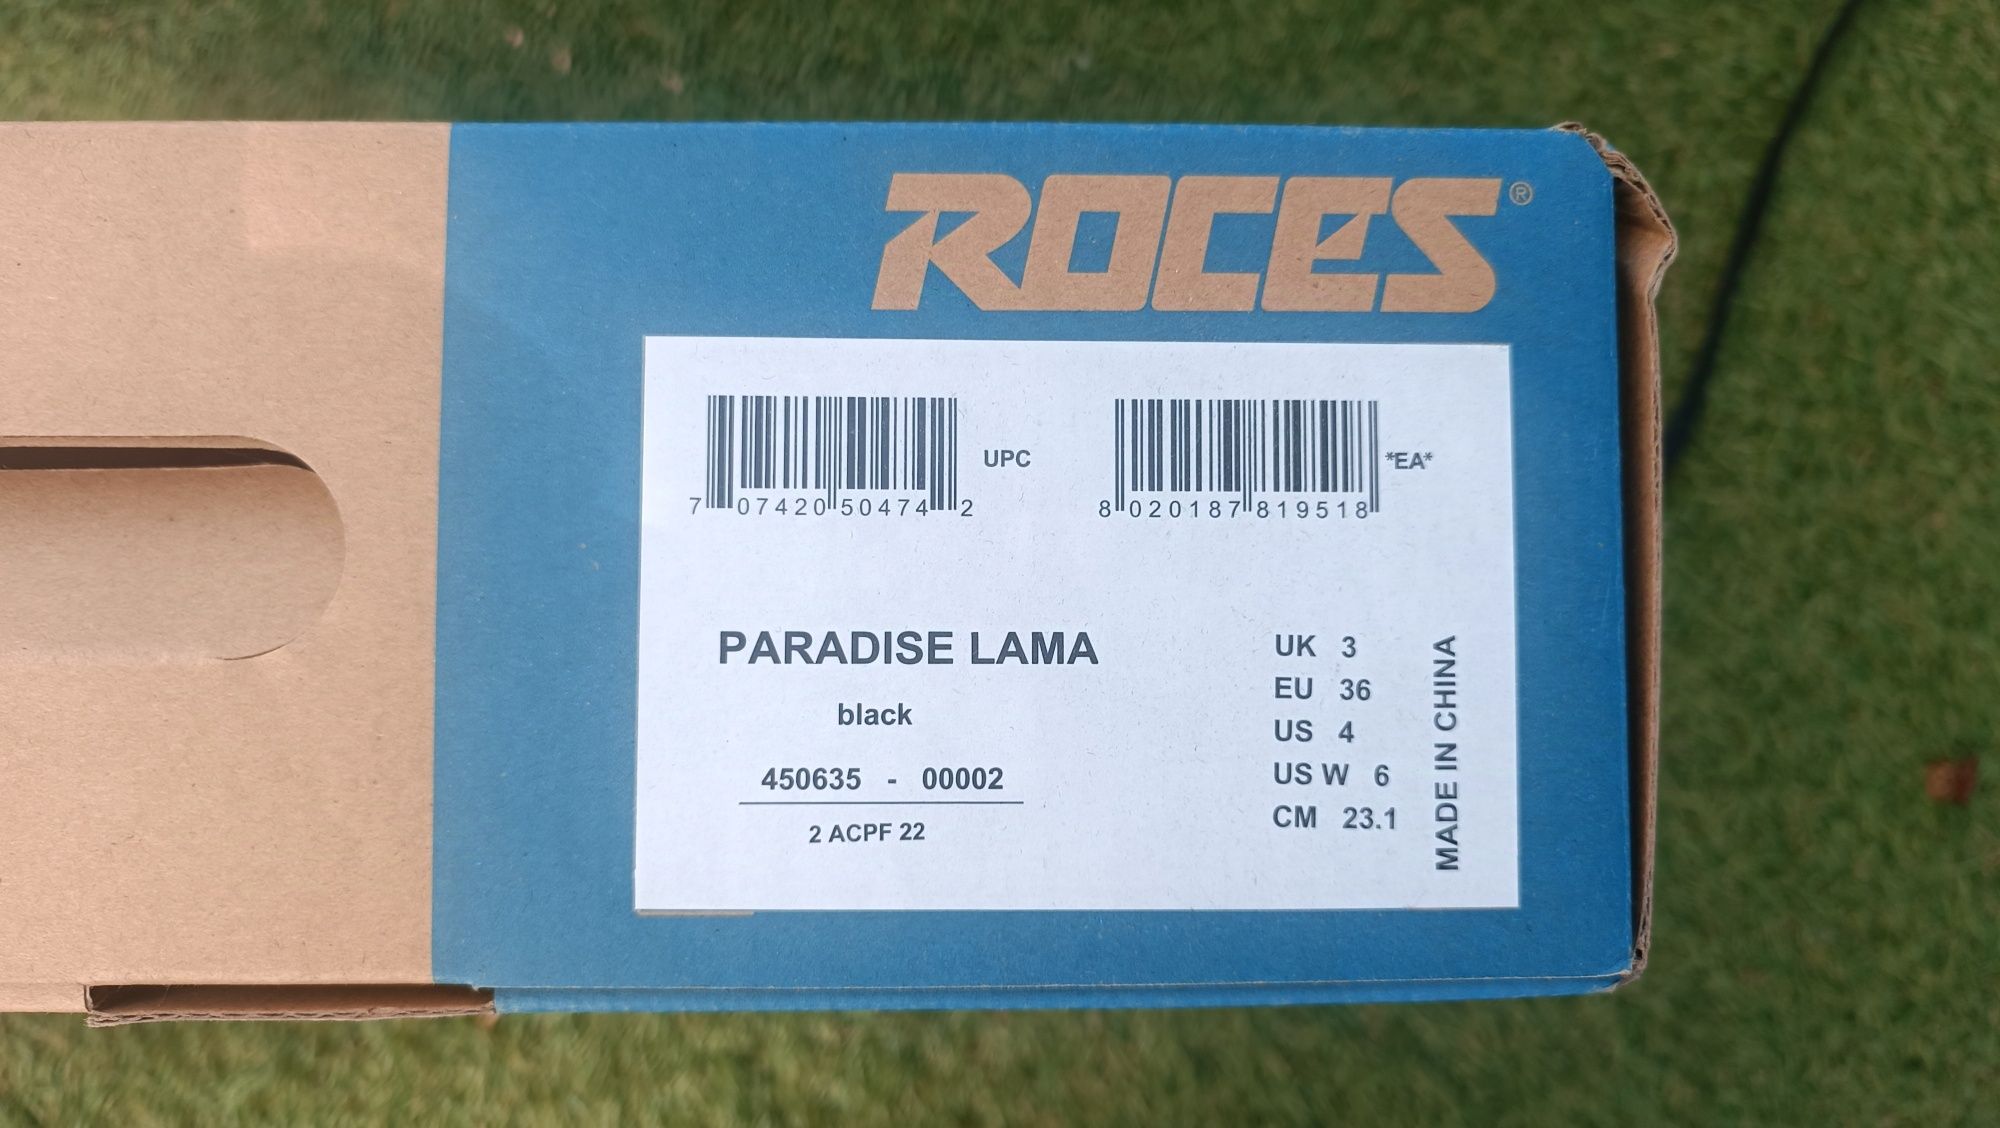 ROCES®
7 07420 50474 2 UPC
8 020187 819518 *EA*
PARADISE LAMA
black
450635 - 00002
2 ACPF 22
UK 3
EU 36
US 4
US W 6
CM 23.1
MADE IN CHINA